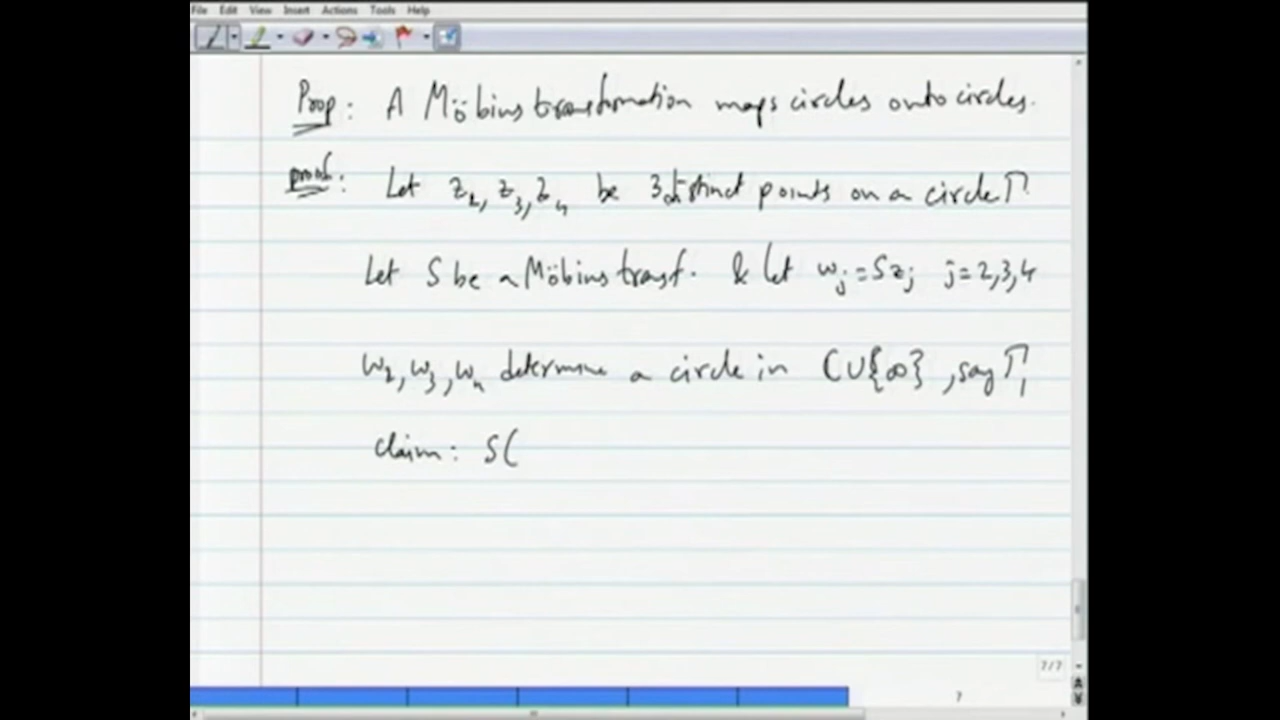 File Edit View Insert Actions Tools Help
Prop: A Möbius transformation maps circles onto circles.
proof: Let z₂, z₃, z₄ be 3 distinct points on a circle Γ.
Let S be a Möbius transf. & let wⱼ = Szⱼ j=2,3,4
w₂, w₃, w₄ determine a circle in ℂ∪{∞}, say Γ₁
claim: S(
7/7
7